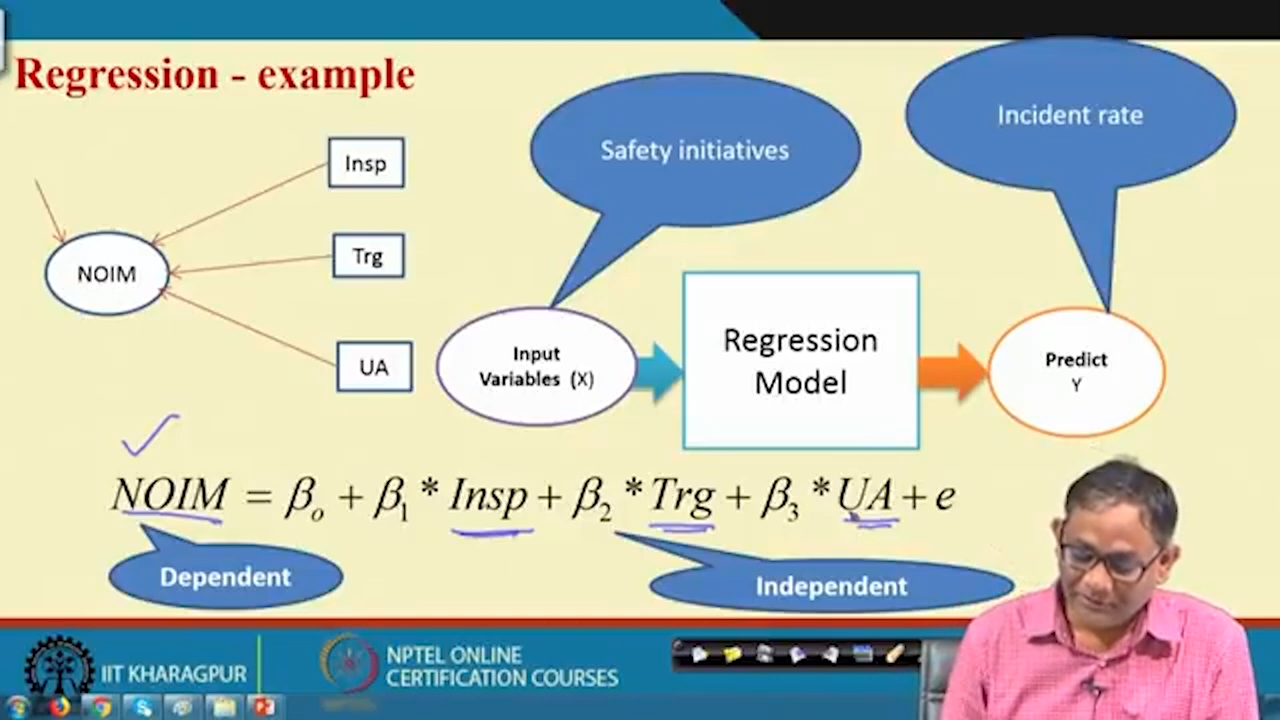 Regression - example
Insp
Trg
UA
NOIM
Safety initiatives
Incident rate
Input
Variables (X)
Regression
Model
Predict
Y
NOIM = β₀ + β₁ * Insp + β₂ * Trg + β₃ * UA + e
Dependent
Independent
IIT KHARAGPUR
NPTEL ONLINE
CERTIFICATION COURSES